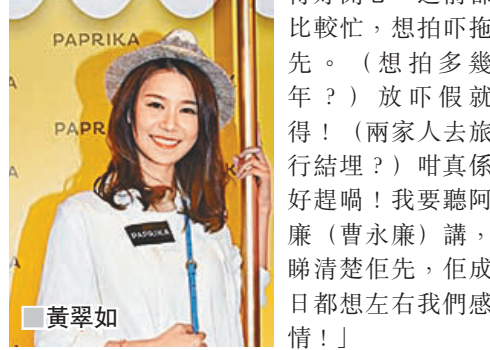 PAPRIKA
PAPR
PAPRIKA
■黃翠如
比較忙，想拍吓拖
先。（想拍多幾
年？）放吓假就
得！（兩家人去旅
行結埋？）咁真係
好趕喎！我要聽阿
廉（曹永廉）講，
睇清楚佢先，佢成
日都想左右我們感
情！」